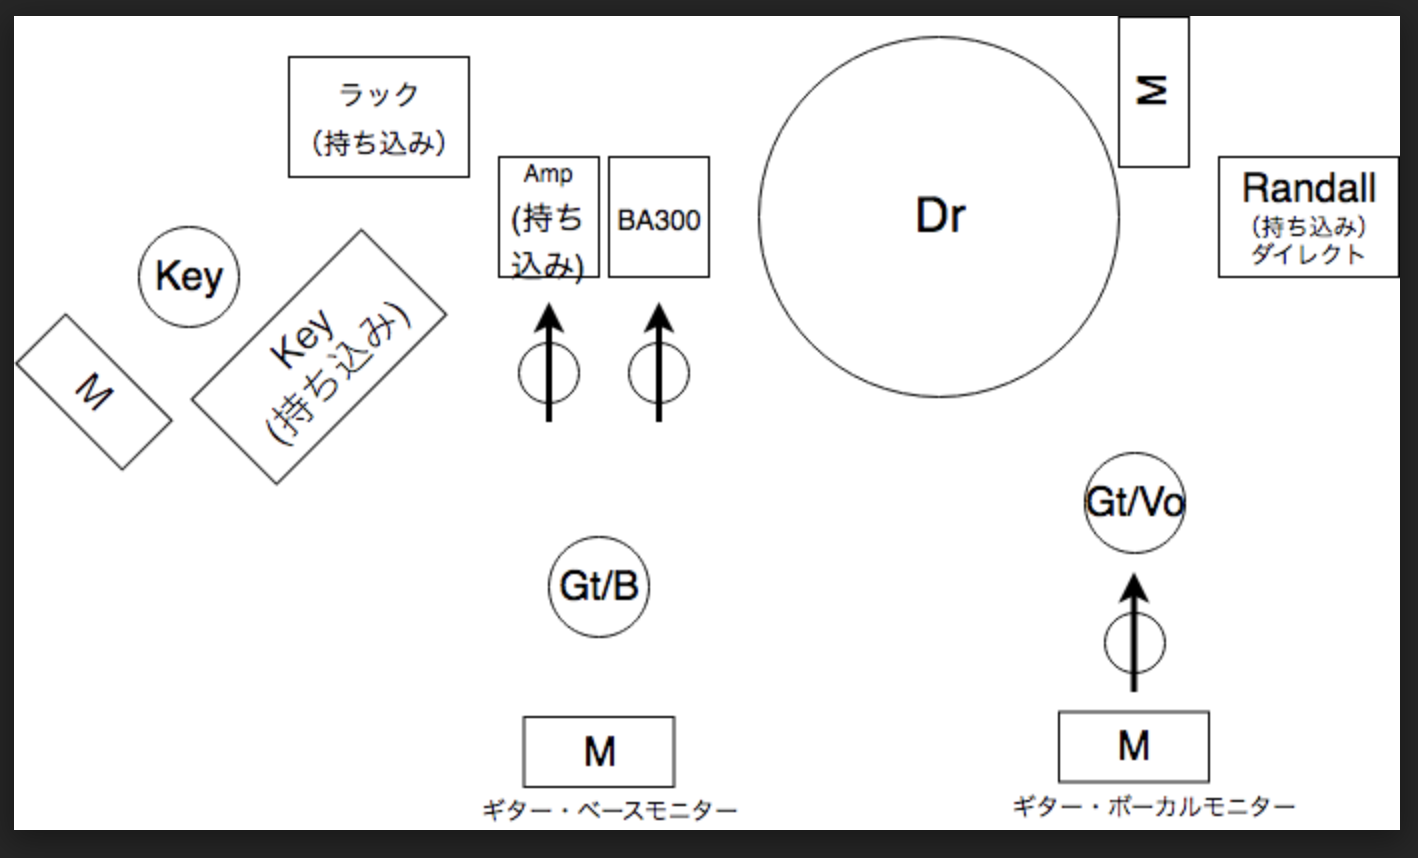 M
ラック
（持ち込み）
Amp
(持ち
込み)
BA300
Dr
Randall
（持ち込み）
ダイレクト
Key
Key
(持ち込み)
M
Gt/Vo
Gt/B
M
ギター・ベースモニター
M
ギター・ボーカルモニター